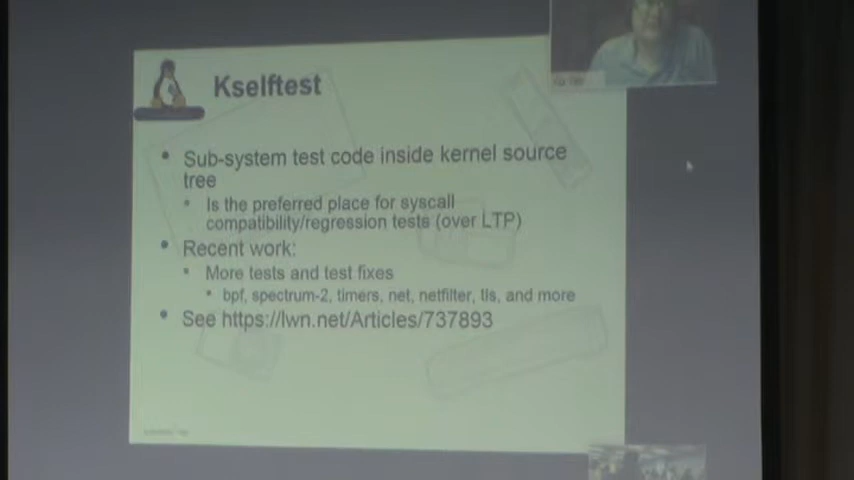 Kselftest
• Sub-system test code inside kernel source
tree
• Is the preferred place for syscall
compatibility/regression tests (over LTP)
• Recent work:
• More tests and test fixes
• bpf, spectrum-2, timers, net, netfilter, tls, and more
• See https://lwn.net/Articles/737893